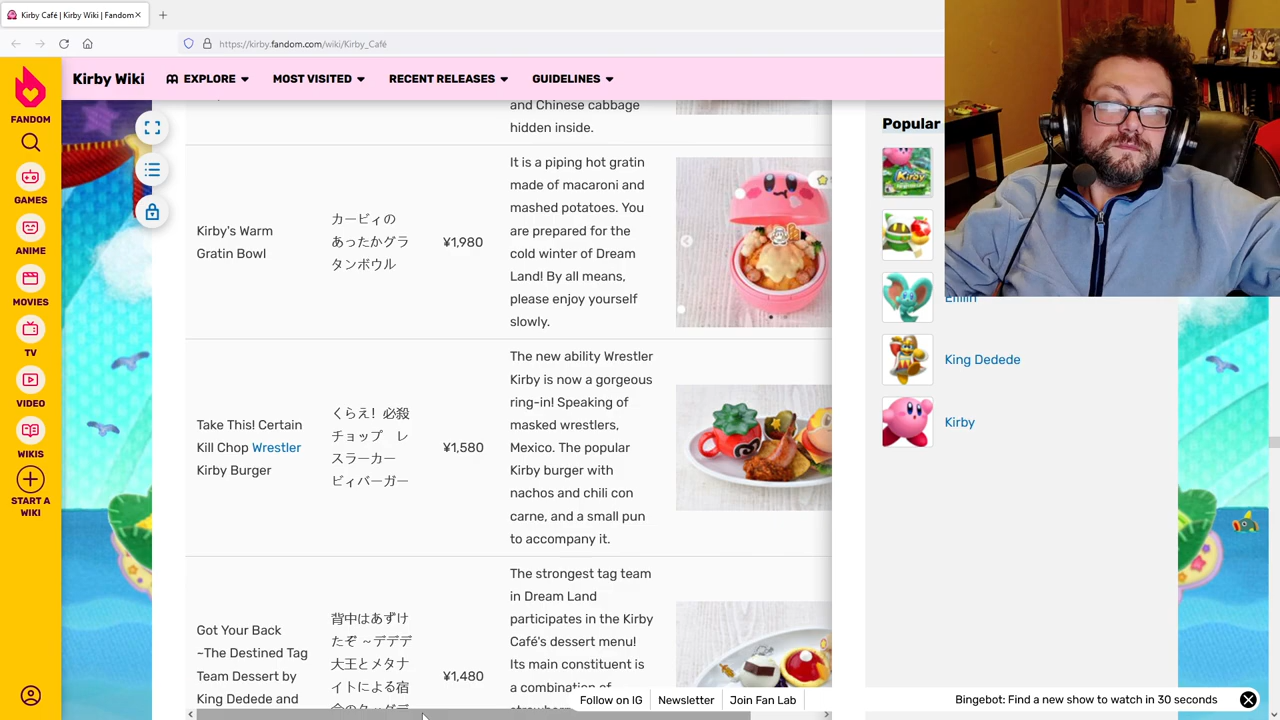 Kirby Café | Kirby Wiki | Fandom
https://kirby.fandom.com/wiki/Kirby_Café
FANDOM
GAMES
ANIME
MOVIES
TV
VIDEO
WIKIS
START A
WIKI
Kirby Wiki
EXPLORE
MOST VISITED
RECENT RELEASES
GUIDELINES
and Chinese cabbage
hidden inside.
Kirby's Warm
Gratin Bowl
カービィの
あったかグラ
タンボウル
¥1,980
It is a piping hot gratin
made of macaroni and
mashed potatoes. You
are prepared for the
cold winter of Dream
Land! By all means,
please enjoy yourself
slowly.
Take This! Certain
Kill Chop Wrestler
Kirby Burger
くらえ！必殺
チョップ レ
スラーカー
ビィバーガー
¥1,580
The new ability Wrestler
Kirby is now a gorgeous
ring-in! Speaking of
masked wrestlers,
Mexico. The popular
Kirby burger with
nachos and chili con
carne, and a small pun
to accompany it.
Got Your Back
~The Destined Tag
Team Dessert by
King Dedede and
背中はあずけ
たぞ ～デデデ
大王とメタナ
イトによる宿
¥1,480
The strongest tag team
in Dream Land
participates in the Kirby
Café's dessert menu!
Its main constituent is
a combination of
Popular
Kirby
Elfilin
King Dedede
Kirby
Follow on IG
Newsletter
Join Fan Lab
Bingebot: Find a new show to watch in 30 seconds